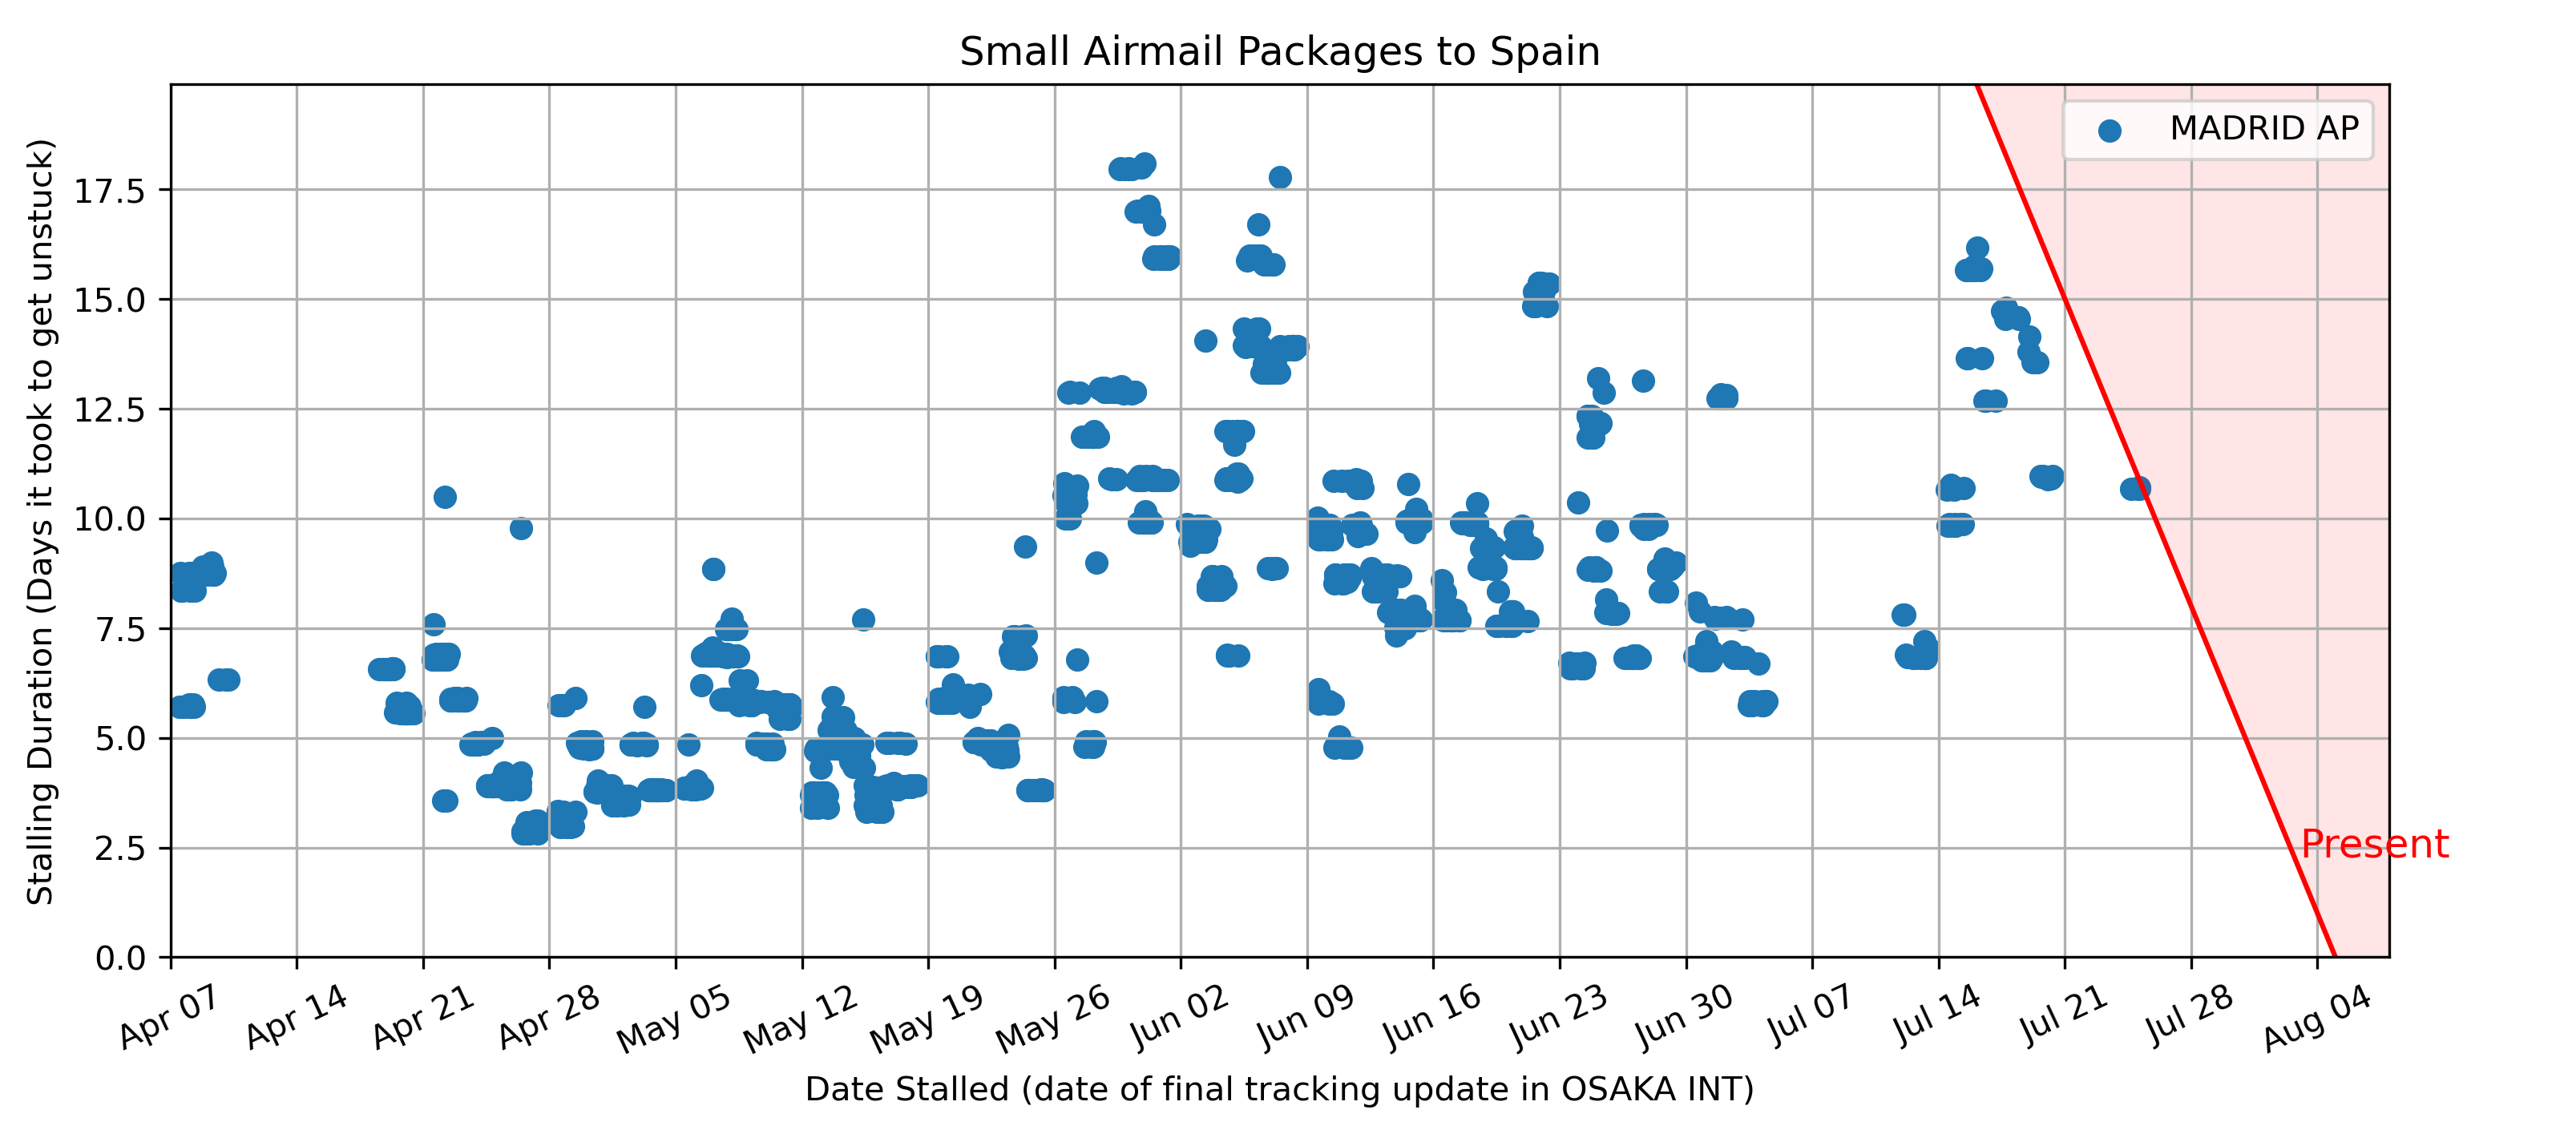 Small Airmail Packages to Spain
MADRID AP
Stalling Duration (Days it took to get unstuck)
17.5
15.0
12.5
10.0
7.5
5.0
2.5
0.0
Present
Apr 07
Apr 14
Apr 21
Apr 28
May 05
May 12
May 19
May 26
Jun 02
Jun 09
Jun 16
Jun 23
Jun 30
Jul 07
Jul 14
Jul 21
Jul 28
Aug 04
Date Stalled (date of final tracking update in OSAKA INT)